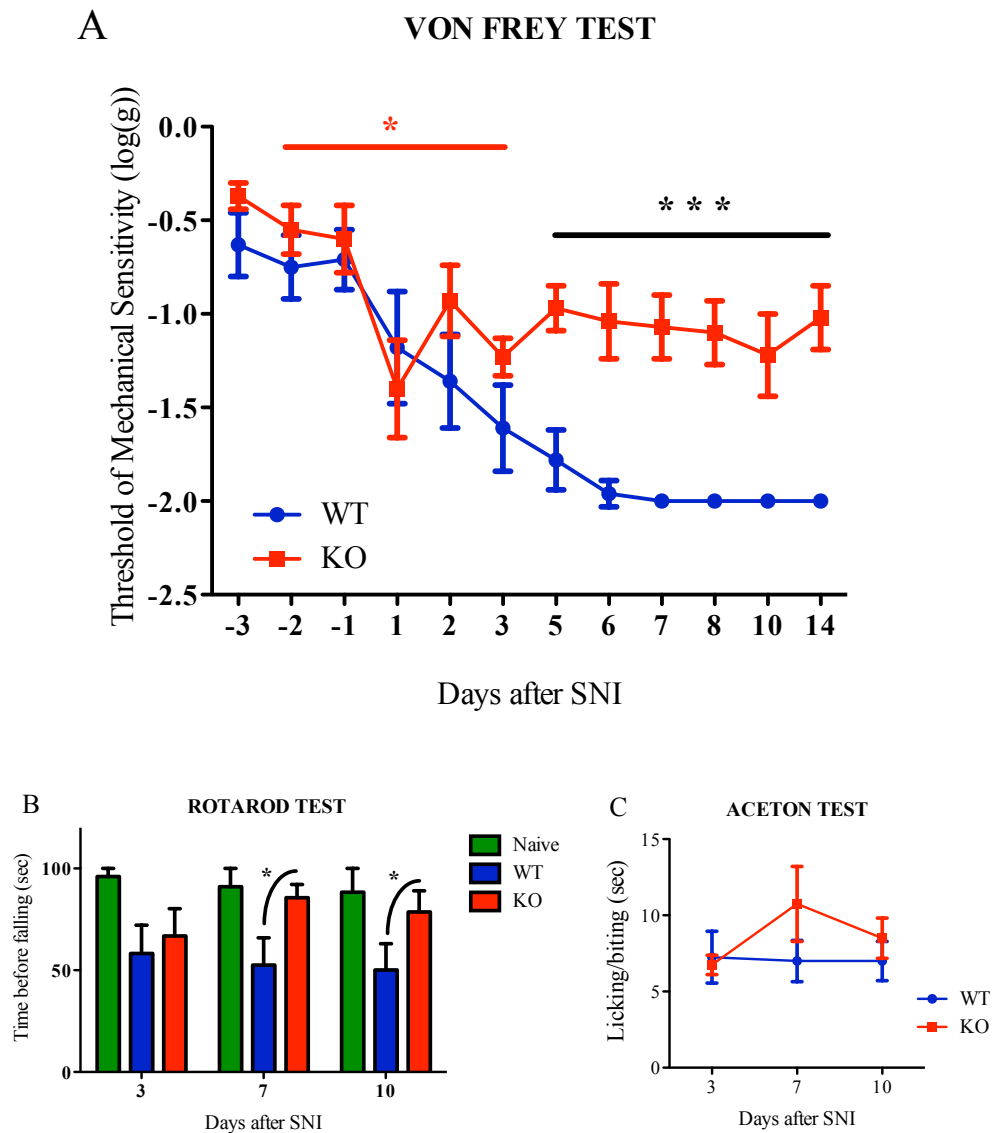 A
VON FREY TEST
Threshold of Mechanical Sensitivity (log(g))
0.0
-0.5
-1.0
-1.5
-2.0
-2.5
*
* * *
WT
KO
-3 -2 -1 1 2 3 5 6 7 8 10 14
Days after SNI
B
ROTAROD TEST
Time before falling (sec)
100
50
0
* *
Naive
WT
KO
3 7 10
Days after SNI
C
ACETON TEST
Licking/biting (sec)
15
10
5
0
WT
KO
3 7 10
Days after SNI